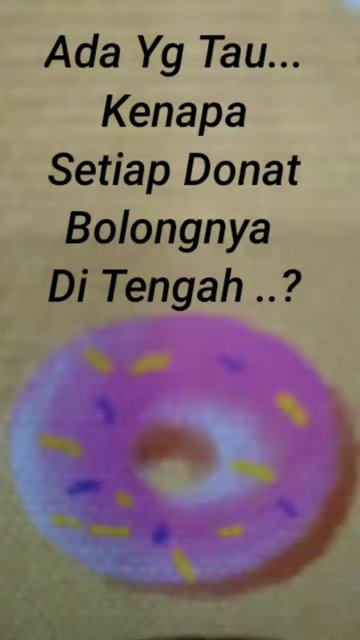 Ada Yg Tau...
Kenapa
Setiap Donat
Bolongnya
Di Tengah ..?